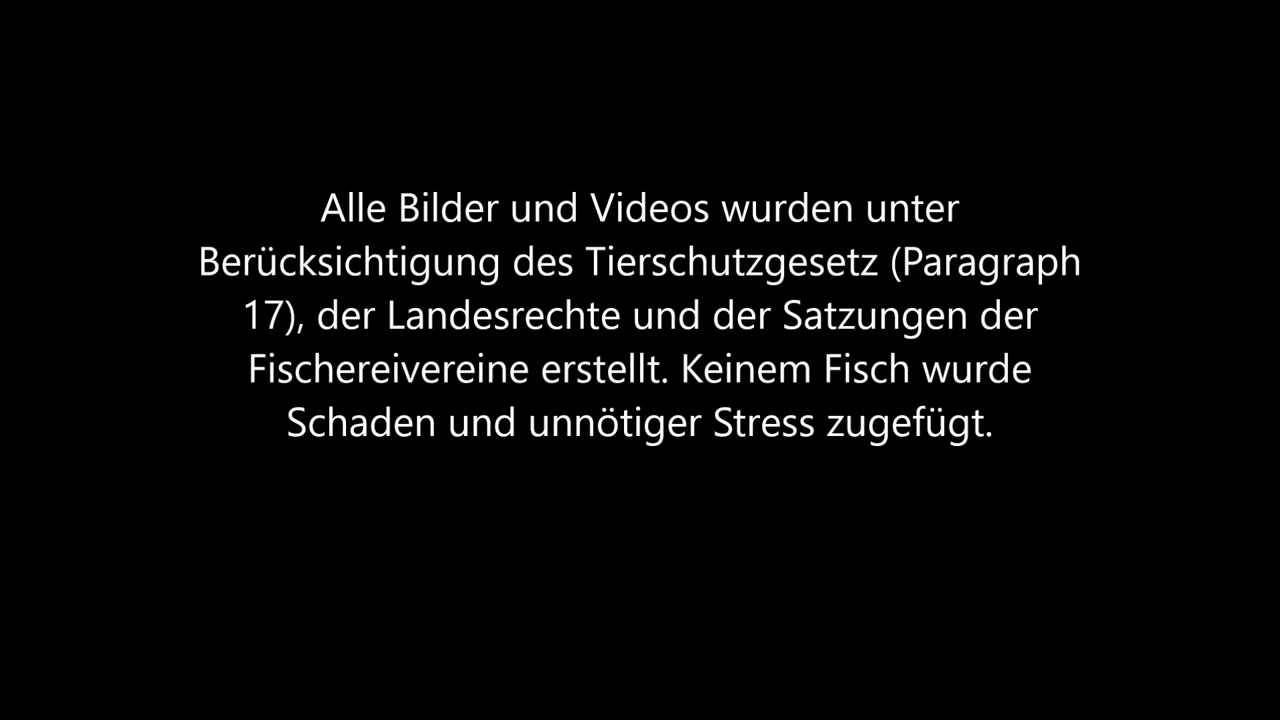 Alle Bilder und Videos wurden unter
Berücksichtigung des Tierschutzgesetz (Paragraph
17), der Landesrechte und der Satzungen der
Fischereivereine erstellt. Keinem Fisch wurde
Schaden und unnötiger Stress zugefügt.